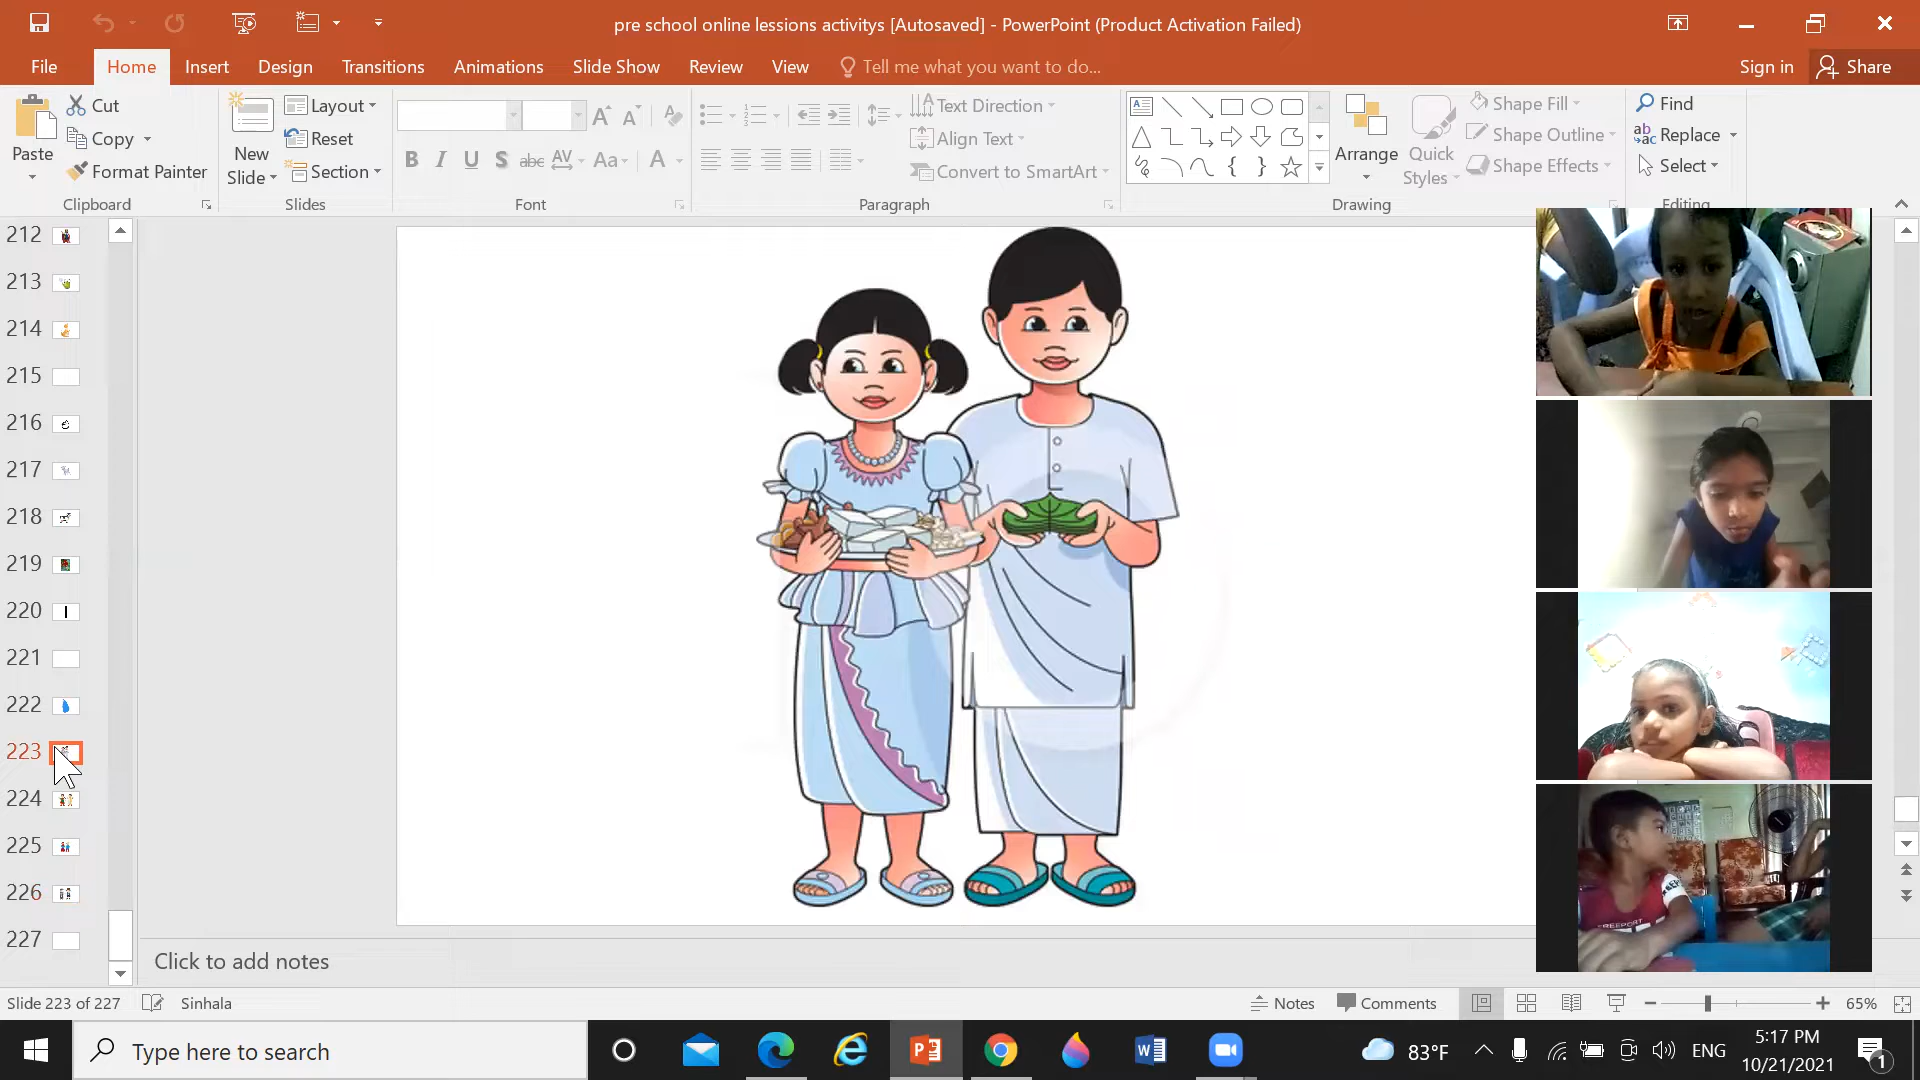 pre school online lessions activitys [Autosaved] - PowerPoint (Product Activation Failed)
File Home Insert Design Transitions Animations Slide Show Review View Tell me what you want to do... Sign in Share
Paste Cut Copy Format Painter Clipboard
New Slide Layout Reset Section Slides
B I U S abc AV Aa A Font
Text Direction Align Text Convert to SmartArt Paragraph
Arrange Quick Styles Shape Fill Shape Outline Shape Effects Drawing
Find Replace Select Editing
212
213
214
215
216
217
218
219
220
221
222
223
224
225
226
227
FREEPORT
Click to add notes
Slide 223 of 227 Sinhala Notes Comments 65%
Type here to search 83°F ENG 5:17 PM
10/21/2021 1